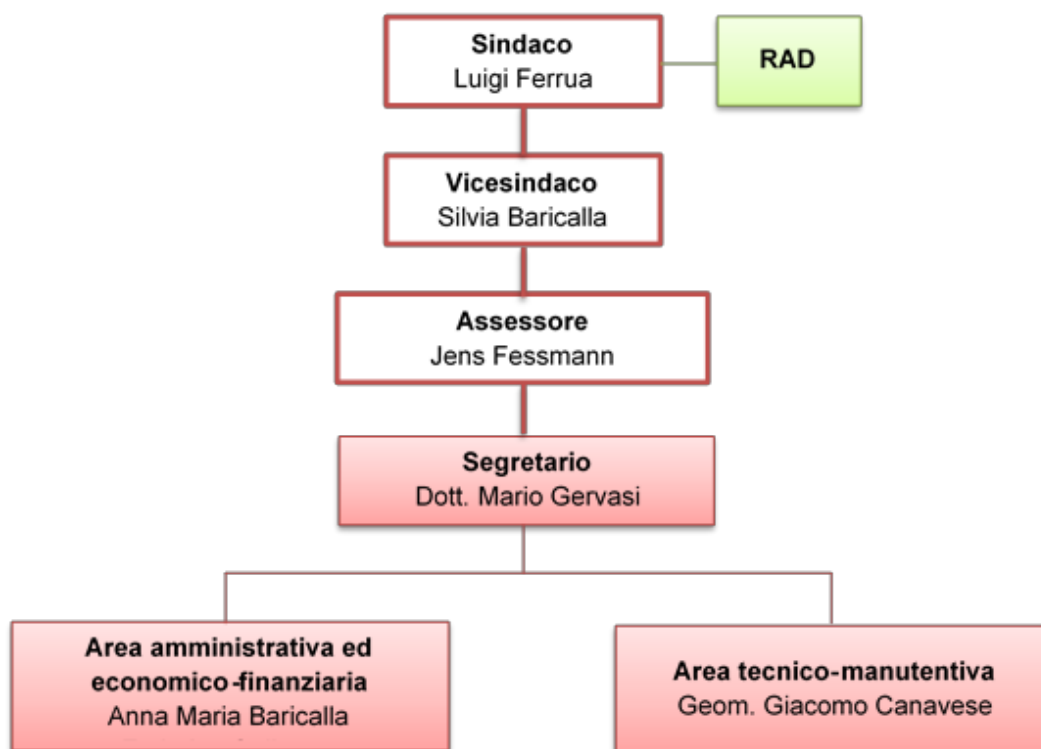 Sindaco
Luigi Ferrua
RAD
Vicesindaco
Silvia Baricalla
Assessore
Jens Fessmann
Segretario
Dott. Mario Gervasi
Area amministrativa ed
economico-finanziaria
Anna Maria Baricalla
Area tecnico-manutentiva
Geom. Giacomo Canavese